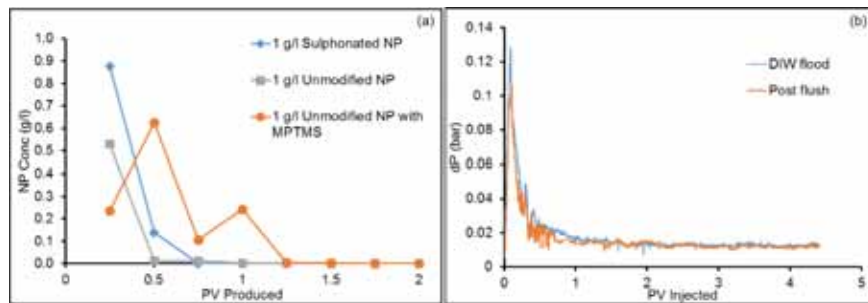 (a)
1.0
0.9
0.8
0.7
0.6
0.5
0.4
0.3
0.2
0.1
0.0
NP Conc (g/l)
1 g/l Sulphonated NP
1 g/l Unmodified NP
1 g/l Unmodified NP with
MPTMS
0 0.5 1 1.5 2
PV Produced
(b)
0.14
0.12
0.1
0.08
0.06
0.04
0.02
0
dP (bar)
DIW flood
Post flush
0 1 2 3 4 5
PV Injected